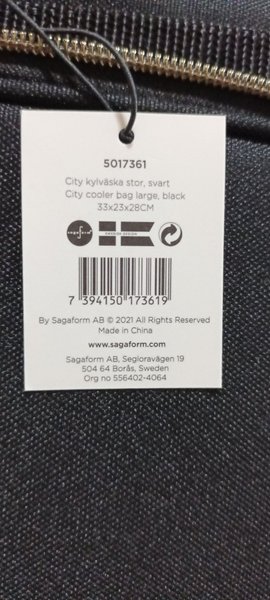 5017361
City kylväska stor, svart
City cooler bag large, black
33x23x28CM
sagaform
SWEDISH DESIGN
7 394150 173619
By Sagaform AB © 2021 All Rights Reserved
Made in China
www.sagaform.com
Sagaform AB, Segloravägen 19
504 64 Borås, Sweden
Org no 556402-4064